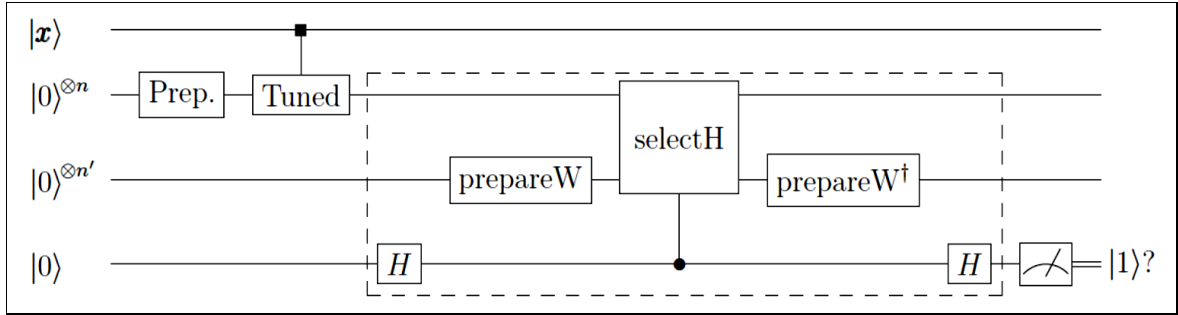 |x⟩
|0⟩⊗n Prep. Tuned
selectH
|0⟩⊗n′ prepareW prepareW†
|0⟩ H H |1⟩?